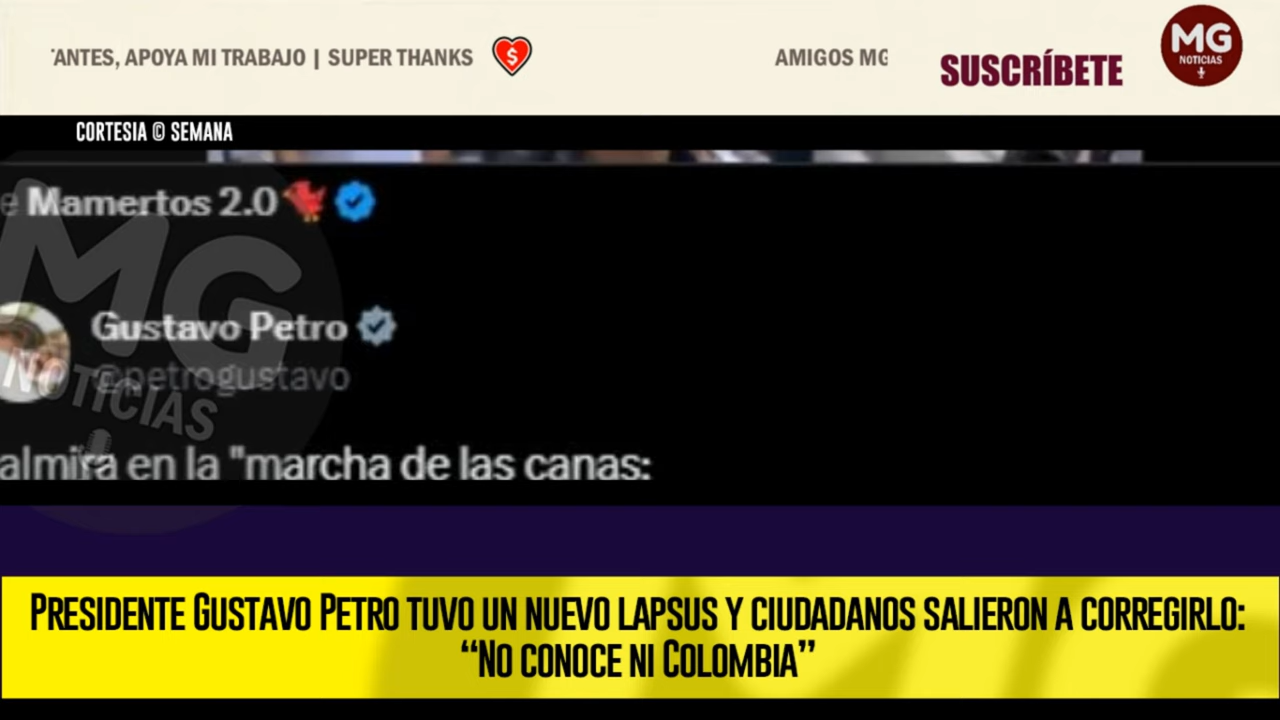 ANTES, APOYA MI TRABAJO | SUPER THANKS
AMIGOS MG
SUSCRÍBETE
MG
NOTICIAS
CORTESIA © SEMANA
e Mamertos 2.0
Gustavo Petro
@petrogustavo
almira en la "marcha de las canas:
MG
NOTICIAS
PRESIDENTE GUSTAVO PETRO TUVO UN NUEVO LAPSUS Y CIUDADANOS SALIERON A CORREGIRLO:
“NO CONOCE NI COLOMBIA”